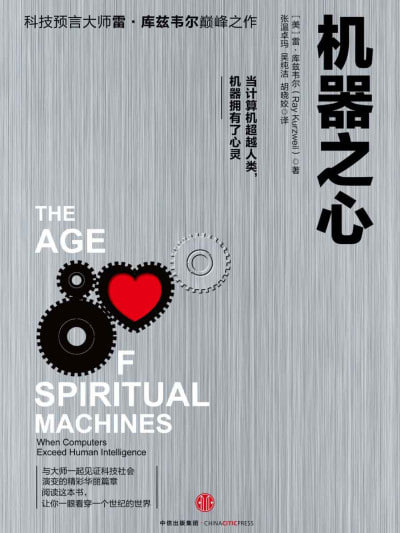 科技预言大师雷·库兹韦尔巅峰之作
机器之心
[美]雷·库兹韦尔(Ray Kurzweil)◎著
张温卓玛 吴纯洁 胡晓姣◎译
当计算机超越人类，
机器拥有了心灵
THE
AGE
OF
SPIRITUAL
MACHINES
When Computers
Exceed Human Intelligence
与大师一起见证科技社会
演变的精彩华丽篇章
阅读这本书，
让你一眼看穿一个世纪的世界
中信出版集团·CHINACITICPRESS